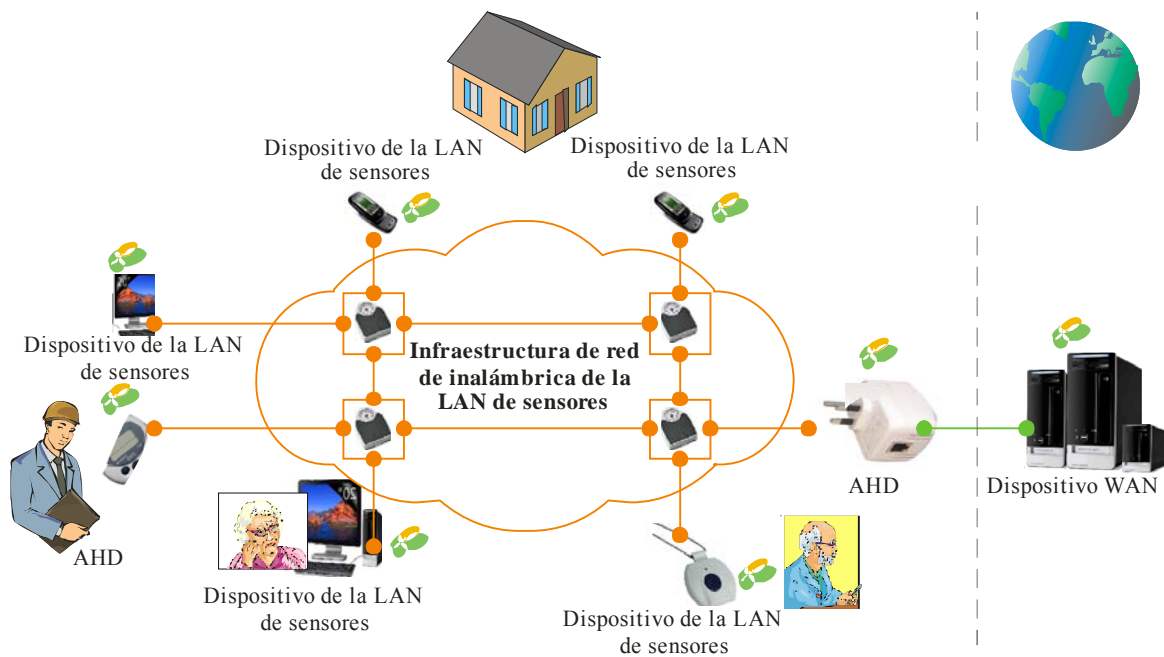 Dispositivo de la LAN
de sensores
Dispositivo de la LAN
de sensores
Dispositivo de la LAN
de sensores
Infraestructura de red
de inalámbrica de la
LAN de sensores
AHD
AHD
Dispositivo WAN
Dispositivo de la LAN
de sensores
Dispositivo de la LAN
de sensores